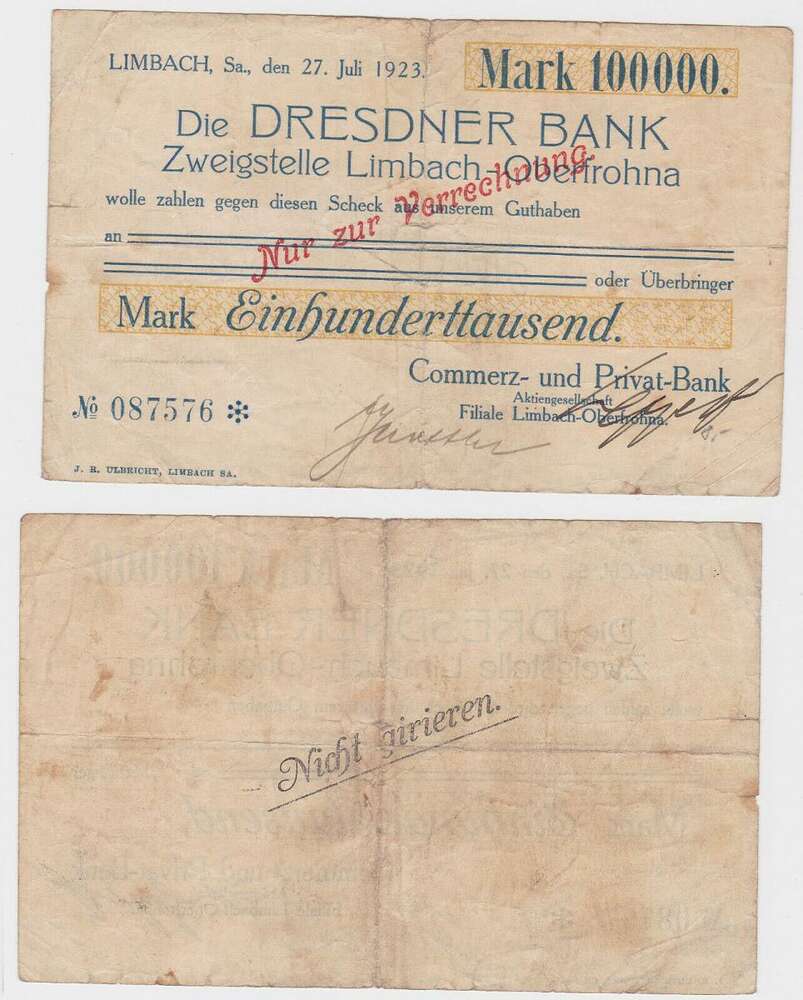 LIMBACH, Sa., den 27. Juli 1923.
Mark 100000.
Die DRESDNER BANK
Zweigstelle Limbach-Oberfrohna
wolle zahlen gegen diesen Scheck aus unserem Guthaben
an
Nur zur Verrechnung.
oder Überbringer
Mark Einhunderttausend.
Commerz- und Privat-Bank
Aktiengesellschaft
Filiale Limbach-Oberfrohna.
№ 087576 ✻
J. R. ULBRICHT, LIMBACH SA.
Nicht girieren.